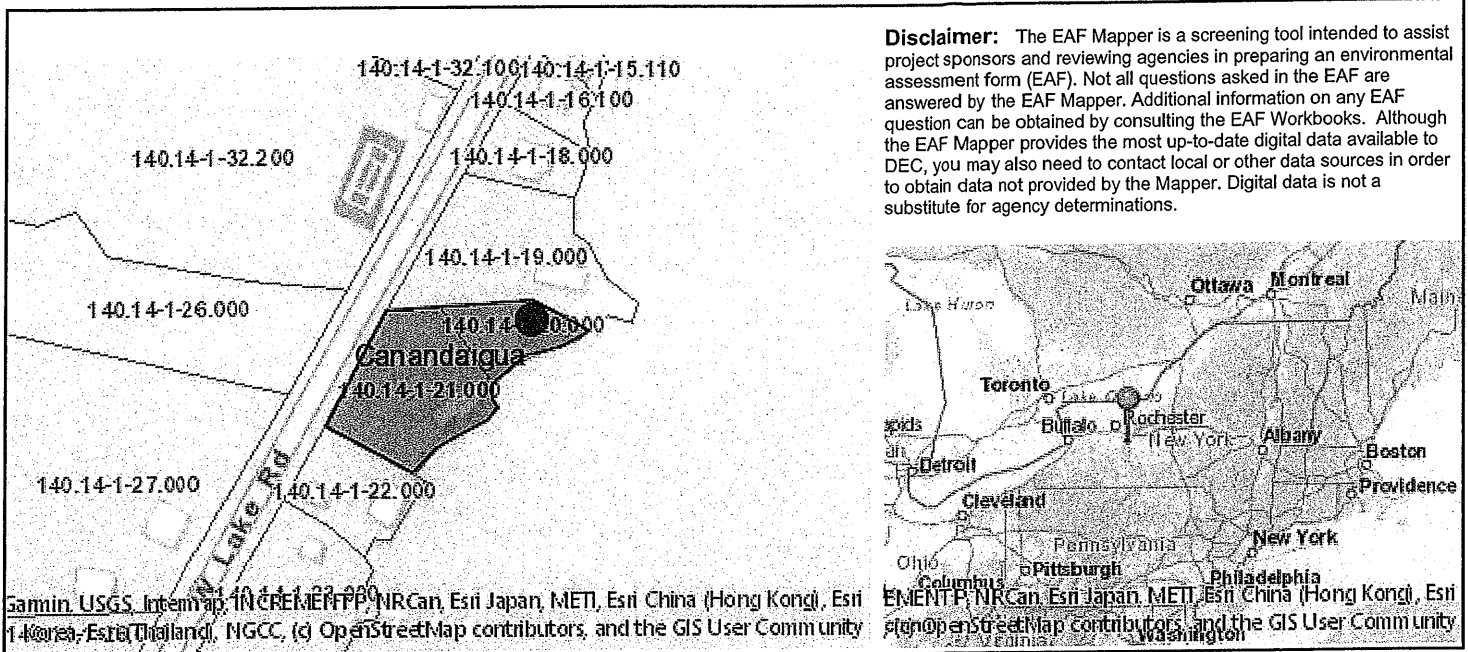 Disclaimer: The EAF Mapper is a screening tool intended to assist
project sponsors and reviewing agencies in preparing an environmental
assessment form (EAF). Not all questions asked in the EAF are
answered by the EAF Mapper. Additional information on any EAF
question can be obtained by consulting the EAF Workbooks. Although
the EAF Mapper provides the most up-to-date digital data available to
DEC, you may also need to contact local or other data sources in order
to obtain data not provided by the Mapper. Digital data is not a
substitute for agency determinations.
140.14-1-32.100
140.14-1-15.110
140.14-1-16.100
140.14-1-32.200
140.14-1-18.000
140.14-1-19.000
140.14-1-26.000
Canandaigua
140.14-1-21.000
140.14-1-27.000
140.14-1-22.000
Lake Rd
Garmin, USGS, Intermap, INCREMENT P, NRCan, Esri Japan, METI, Esri China (Hong Kong), Esri
Korea, Esri (Thailand), NGCC, (c) OpenStreetMap contributors, and the GIS User Community
Ottawa
Montreal
Lake Huron
Toronto
Buffalo
Rochester
New York
Albany
Boston
Detroit
Providence
Cleveland
New York
Pennsylvania
Ohio
Pittsburgh
Philadelphia
Columbus
EMENT P, NRCan, Esri Japan, METI, Esri China (Hong Kong), Esri
OpenStreetMap contributors, and the GIS User Community
Washington